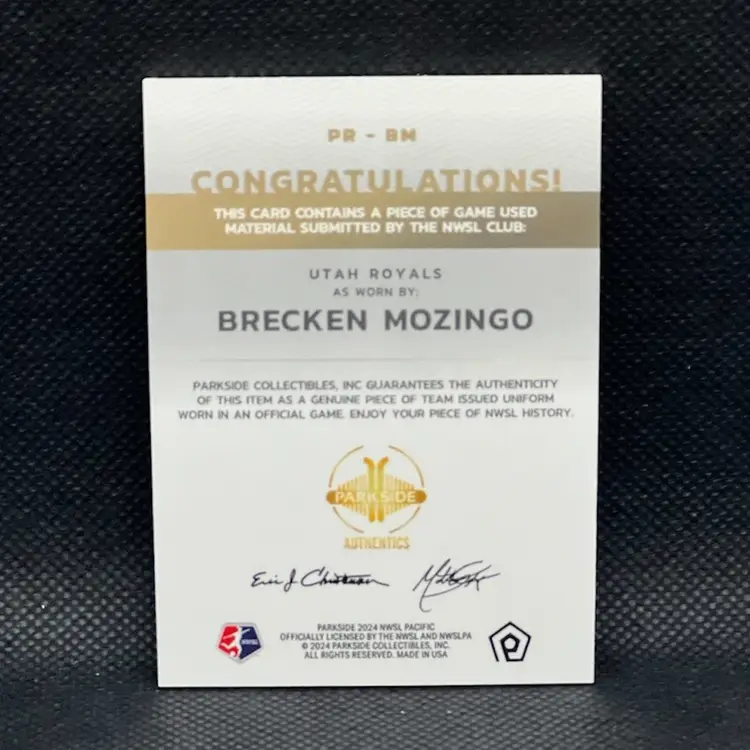 PR - BM
CONGRATULATIONS!
THIS CARD CONTAINS A PIECE OF GAME USED
MATERIAL SUBMITTED BY THE NWSL CLUB:
UTAH ROYALS
AS WORN BY:
BRECKEN MOZINGO
PARKSIDE COLLECTIBLES, INC GUARANTEES THE AUTHENTICITY
OF THIS ITEM AS A GENUINE PIECE OF TEAM ISSUED UNIFORM
WORN IN AN OFFICIAL GAME. ENJOY YOUR PIECE OF NWSL HISTORY.
PARKSIDE
AUTHENTICS
Eric J
PARKSIDE 2024 NWSL PACIFIC
OFFICIALLY LICENSED BY THE NWSL AND NWSLPA
© 2024 PARKSIDE COLLECTIBLES, INC.
ALL RIGHTS RESERVED. MADE IN USA